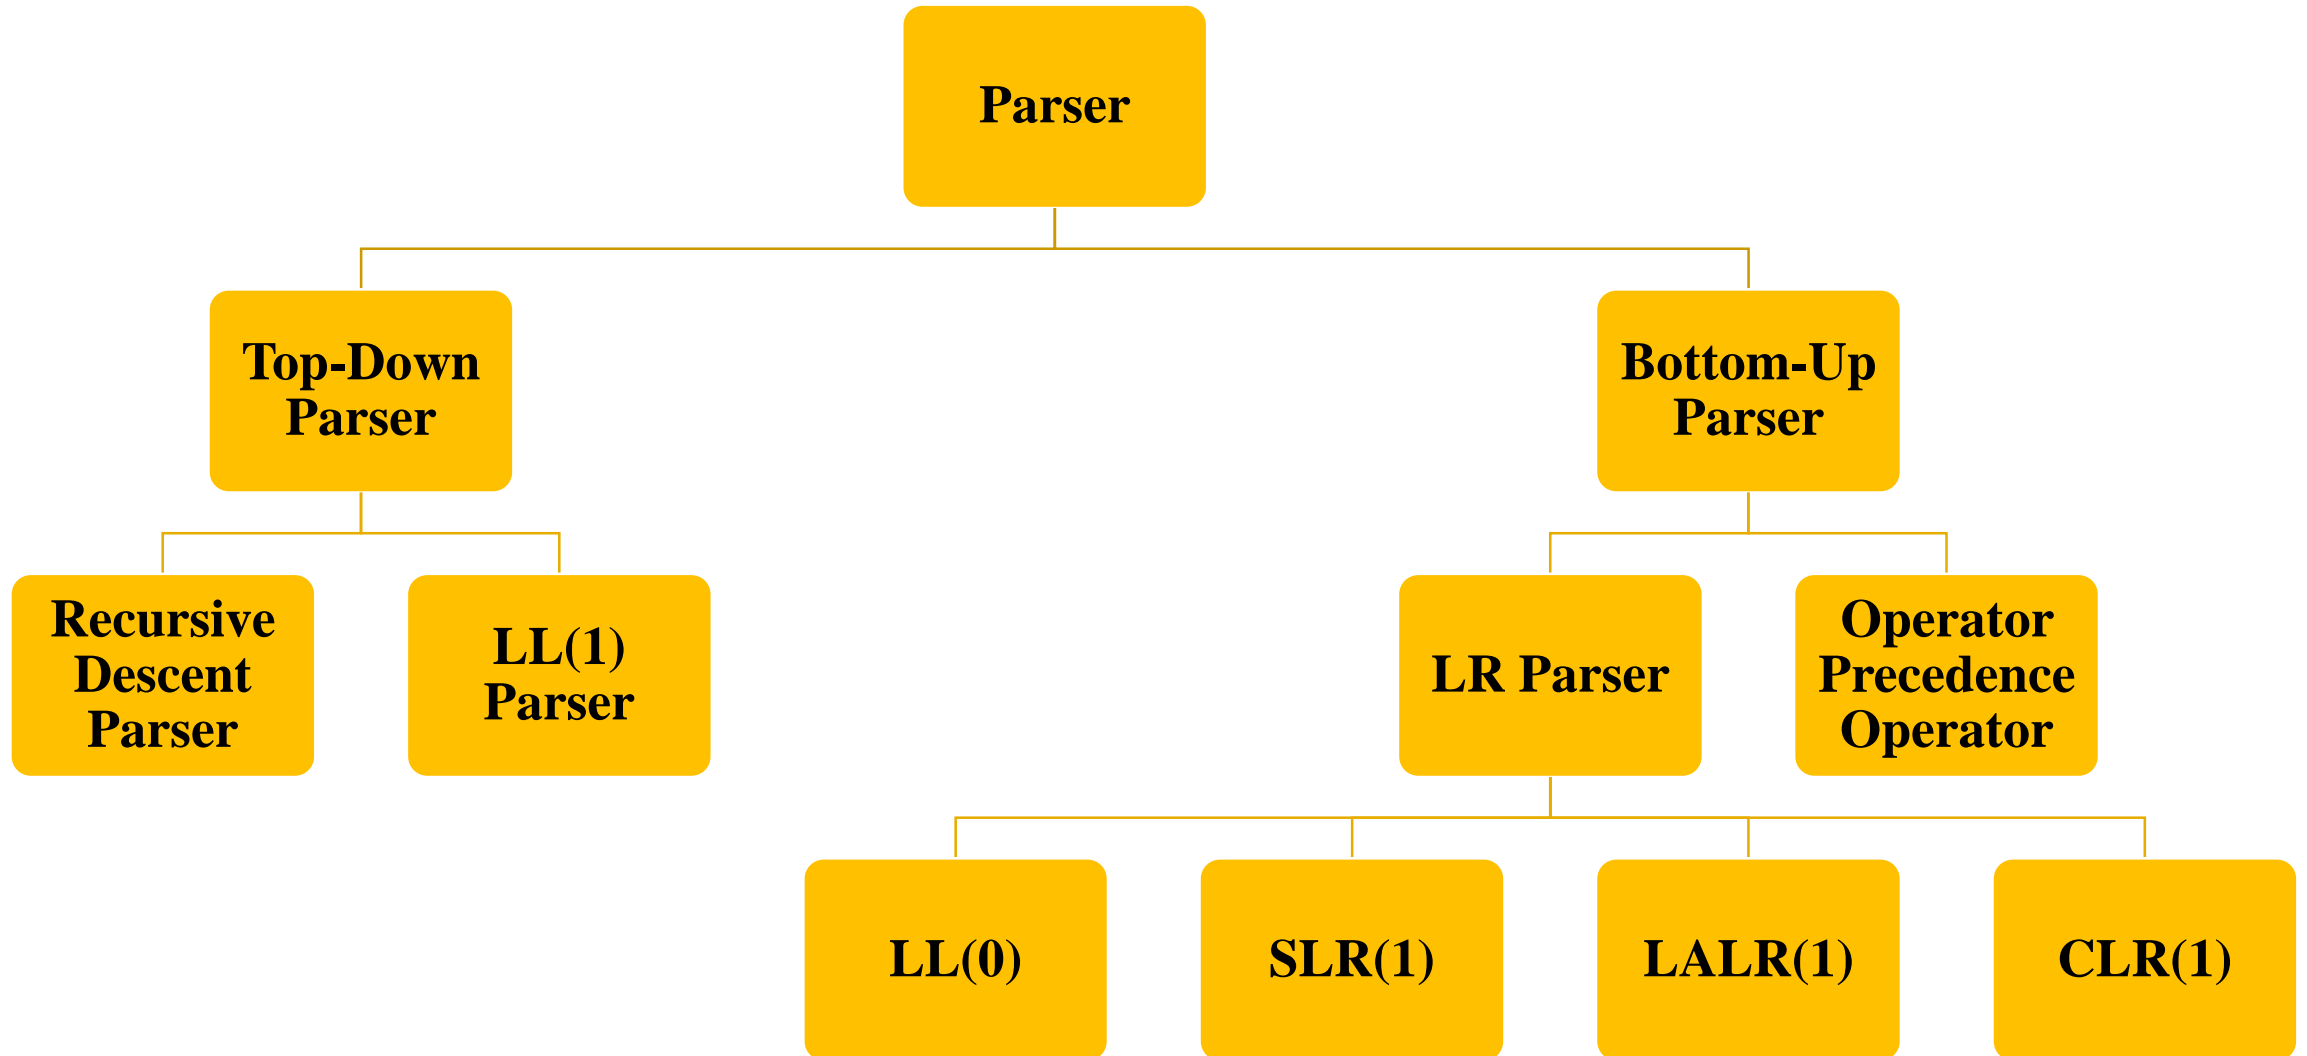 Parser
Top-Down
Parser
Bottom-Up
Parser
Recursive
Descent
Parser
LL(1)
Parser
LR Parser
Operator
Precedence
Operator
LL(0)
SLR(1)
LALR(1)
CLR(1)